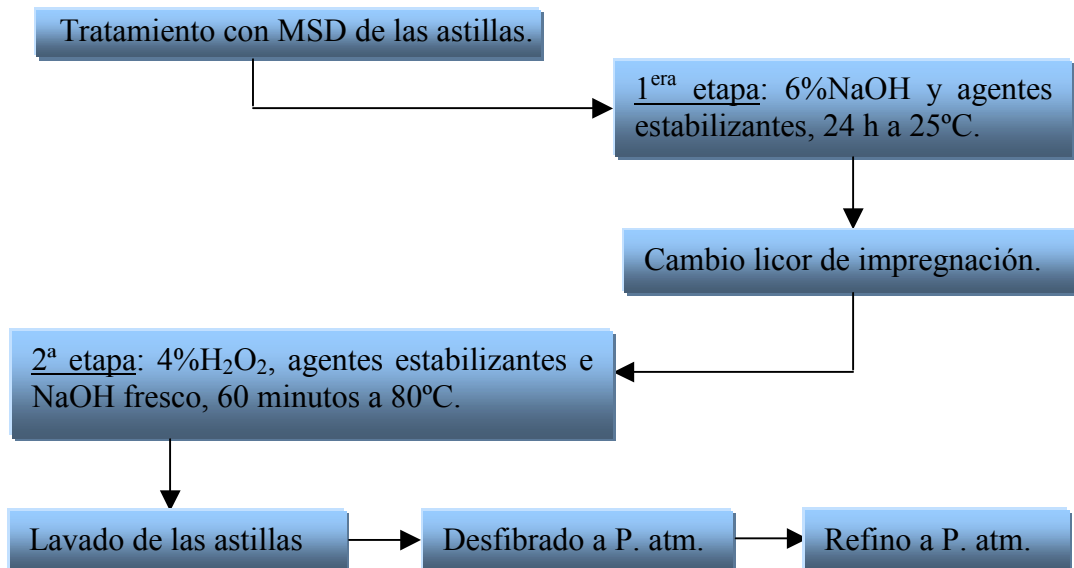 Tratamiento con MSD de las astillas.
1era etapa: 6%NaOH y agentes
estabilizantes, 24 h a 25ºC.
Cambio licor de impregnación.
2ª etapa: 4%H₂O₂, agentes estabilizantes e
NaOH fresco, 60 minutos a 80ºC.
Lavado de las astillas
Desfibrado a P. atm.
Refino a P. atm.